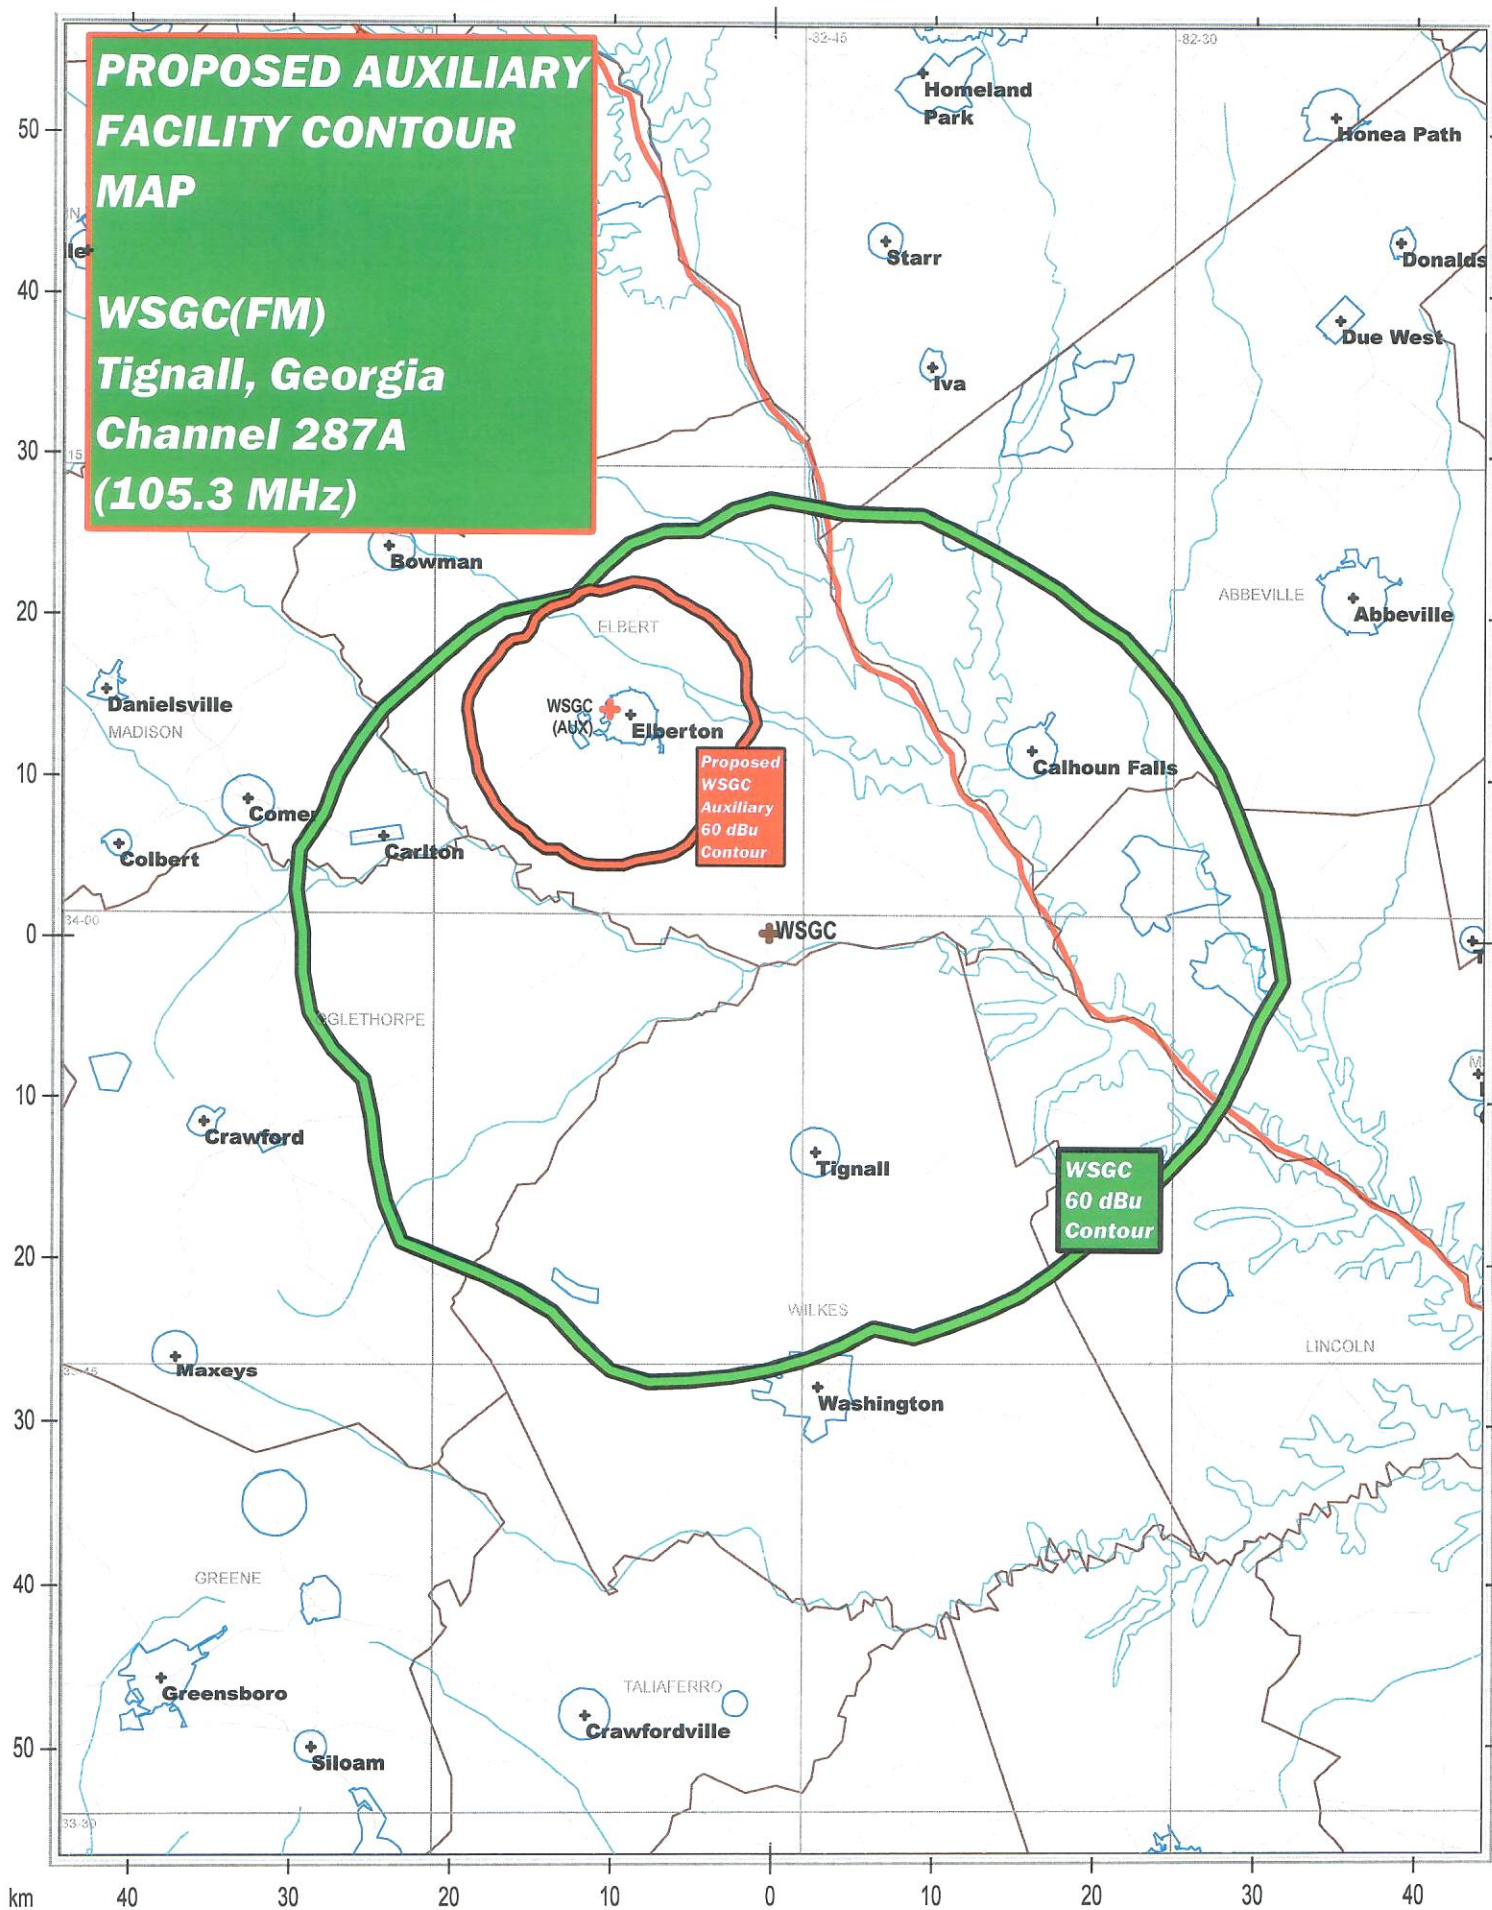 -32-45
-82-30
PROPOSED AUXILIARY
FACILITY CONTOUR
MAP
WSGC(FM)
Tignall, Georgia
Channel 287A
(105.3 MHz)
Homeland
Park
Honea Path
50
Starr
Donalds
40
Due West
Iva
30
15
Bowman
20
ABBEVILLE
Abbeville
ELBERT
Danielsville
MADISON
WSGC
(AUX)
Elberton
10
Calhoun Falls
Proposed
WSGC
Auxiliary
60 dBu
Contour
Comer
Colbert
Carlton
34-00
0
WSGC
OGLETHORPE
10
Crawford
Tignall
WSGC
60 dBu
Contour
20
WILKES
LINCOLN
Maxeys
Washington
30
GREENE
40
TALIAFERRO
Greensboro
Crawfordville
50
Siloam
33-30
km
40
30
20
10
0
10
20
30
40